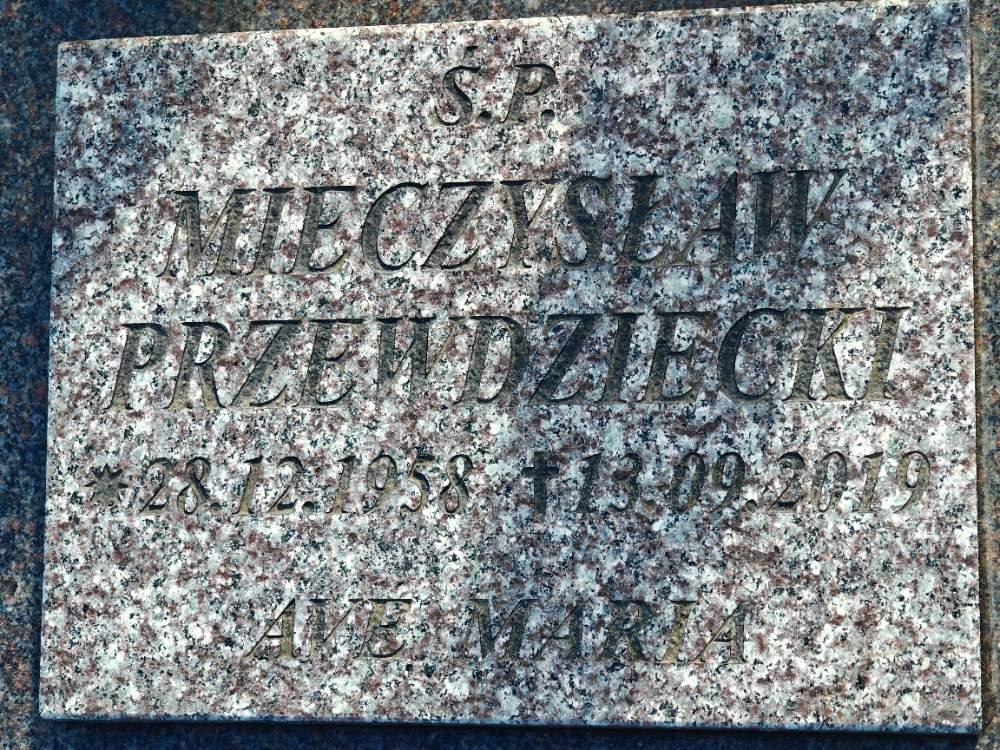 Ś.P.
MIECZYSŁAW
PRZEWDZIECKI
* 28.12.1958 † 13.09.2019
AVE MARIA